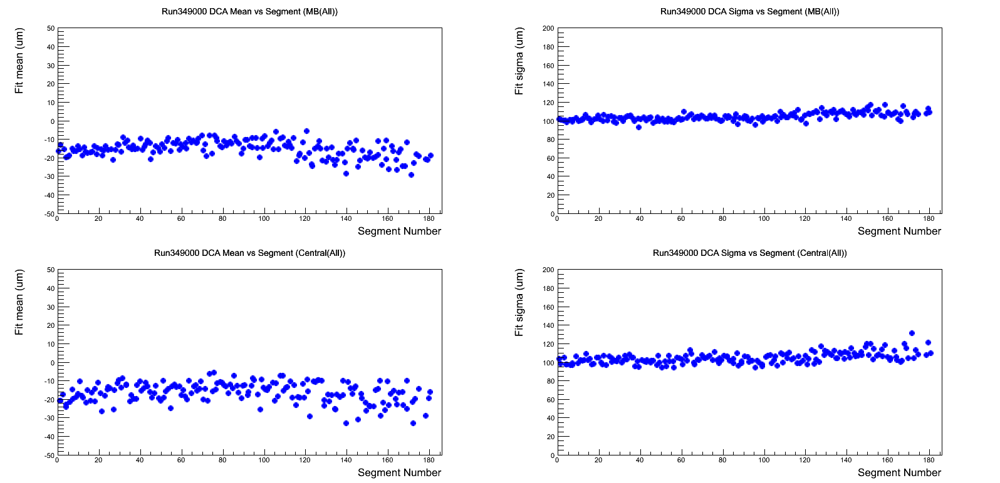 Run349000 DCA Mean vs Segment (MB(All))
Fit mean (um)
50
40
30
20
10
0
-10
-20
-30
-40
-50
0 20 40 60 80 100 120 140 160 180
Segment Number
Run349000 DCA Sigma vs Segment (MB(All))
Fit sigma (um)
200
180
160
140
120
100
80
60
40
20
0
0 20 40 60 80 100 120 140 160 180
Segment Number
Run349000 DCA Mean vs Segment (Central(All))
Fit mean (um)
50
40
30
20
10
0
-10
-20
-30
-40
-50
0 20 40 60 80 100 120 140 160 180
Segment Number
Run349000 DCA Sigma vs Segment (Central(All))
Fit sigma (um)
200
180
160
140
120
100
80
60
40
20
0
0 20 40 60 80 100 120 140 160 180
Segment Number